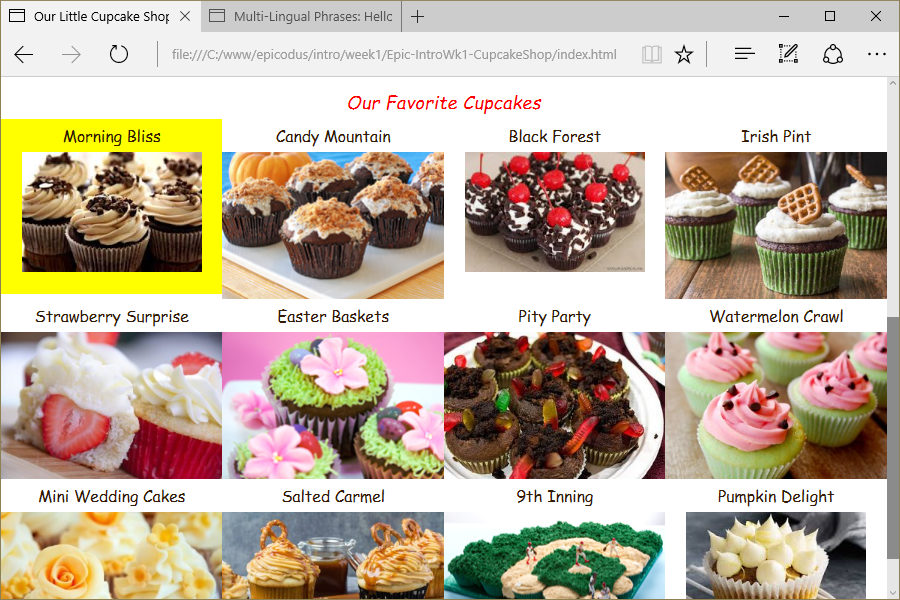 Our Little Cupcake Shop
Multi-Lingual Phrases: Hello
file:///C:/www/epicodus/intro/week1/Epic-IntroWk1-CupcakeShop/index.html
Our Favorite Cupcakes
Morning Bliss
Candy Mountain
Black Forest
Irish Pint
Strawberry Surprise
Easter Baskets
Pity Party
Watermelon Crawl
Mini Wedding Cakes
Salted Carmel
9th Inning
Pumpkin Delight